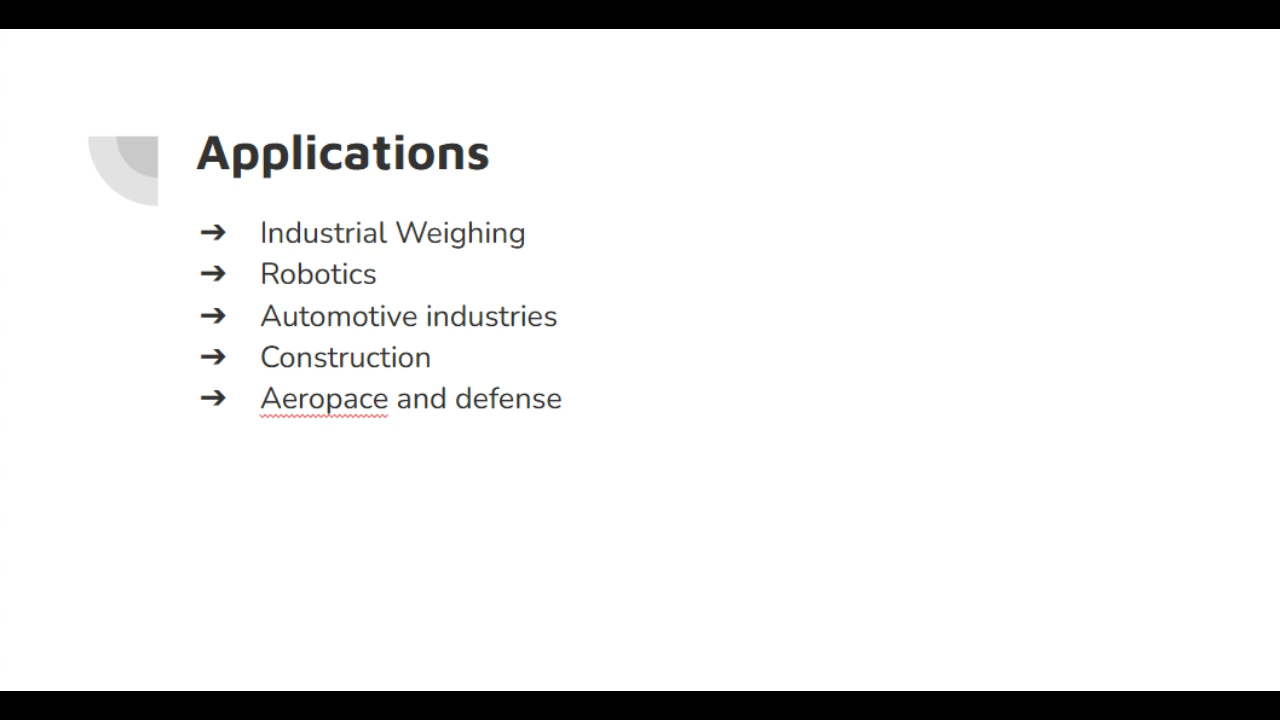 Applications
➔ Industrial Weighing
➔ Robotics
➔ Automotive industries
➔ Construction
➔ Aeropace and defense